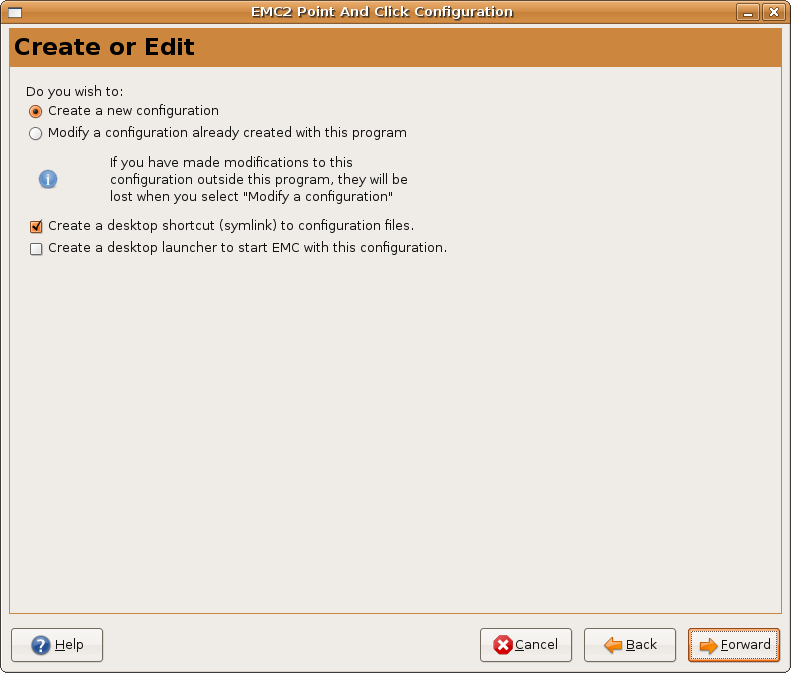 EMC2 Point And Click Configuration
Create or Edit
Do you wish to:
Create a new configuration
Modify a configuration already created with this program
If you have made modifications to this
configuration outside this program, they will be
lost when you select "Modify a configuration"
Create a desktop shortcut (symlink) to configuration files.
Create a desktop launcher to start EMC with this configuration.
Help
Cancel
Back
Forward